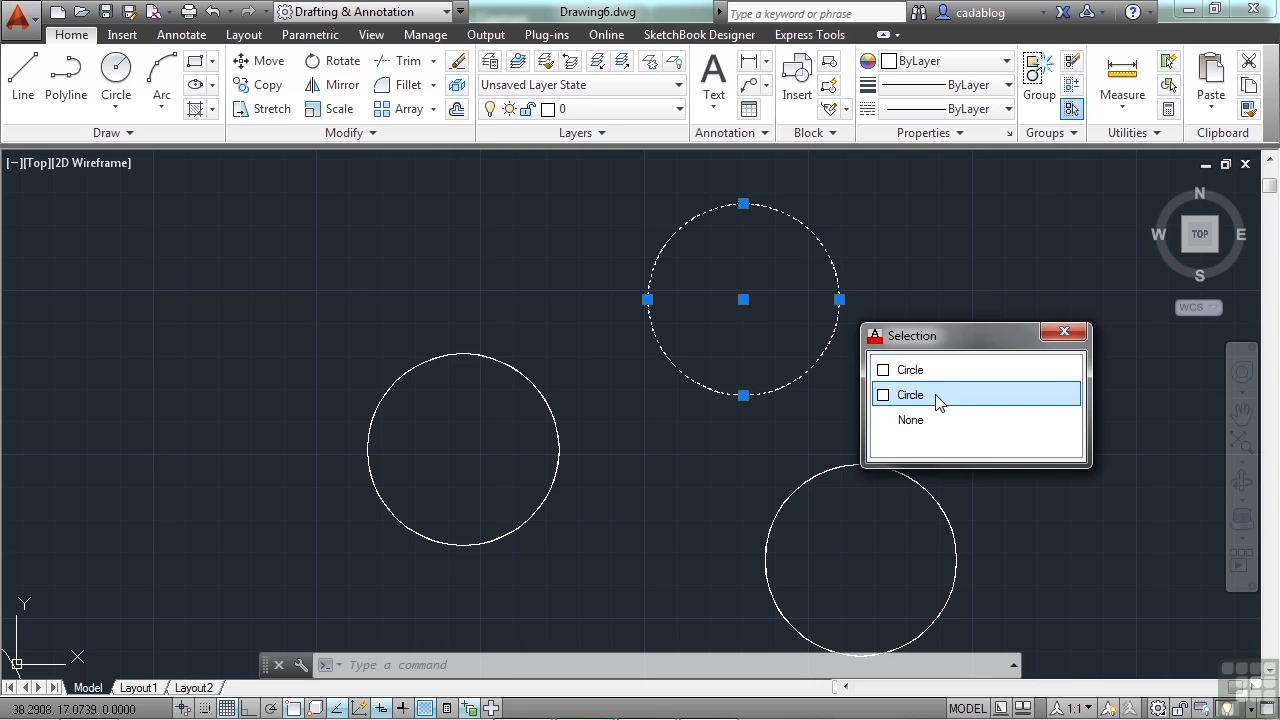 Drafting & Annotation
Drawing6.dwg
Type a keyword or phrase
cadablog
Home Insert Annotate Layout Parametric View Manage Output Plug-ins Online SketchBook Designer Express Tools
Line Polyline Circle Arc
Move Rotate Trim
Copy Mirror Fillet
Stretch Scale Array
Unsaved Layer State
0
Text
Insert
ByLayer
ByLayer
ByLayer
Group
Measure
Paste
Draw Modify Layers Annotation Block Properties Groups Utilities Clipboard
[−][Top][2D Wireframe]
N
W TOP E
S
WCS
Selection
Circle
Circle
None
Y
X
Type a command
Model Layout1 Layout2
38.2908, 17.0739, 0.0000
MODEL
1:1